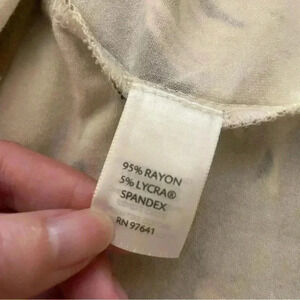 95% RAYON
5% LYCRA®
SPANDEX
RN 97641